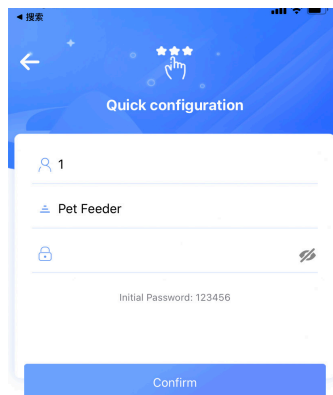 ◀ 搜索
Quick configuration
1
Pet Feeder
Initial Password: 123456
Confirm